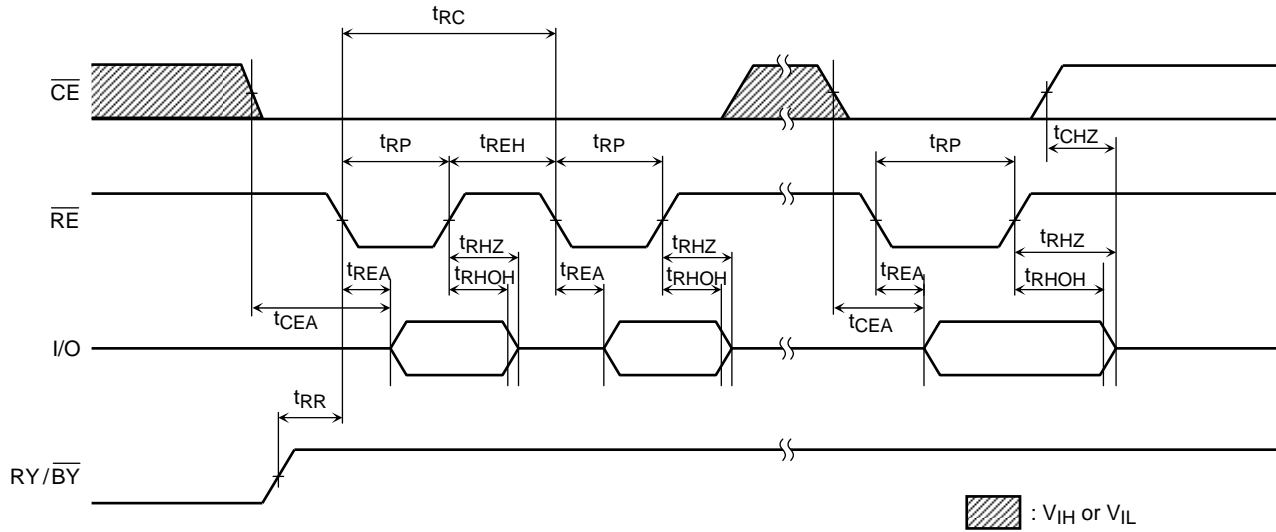 tRC
CE
tCHZ
tRP tREH tRP tRP
RE
tRHZ tRHZ tRHZ
tREA tRHOH tREA tRHOH tREA tRHOH
tCEA tCEA
I/O
tRR
RY/BY
: VIH or VIL